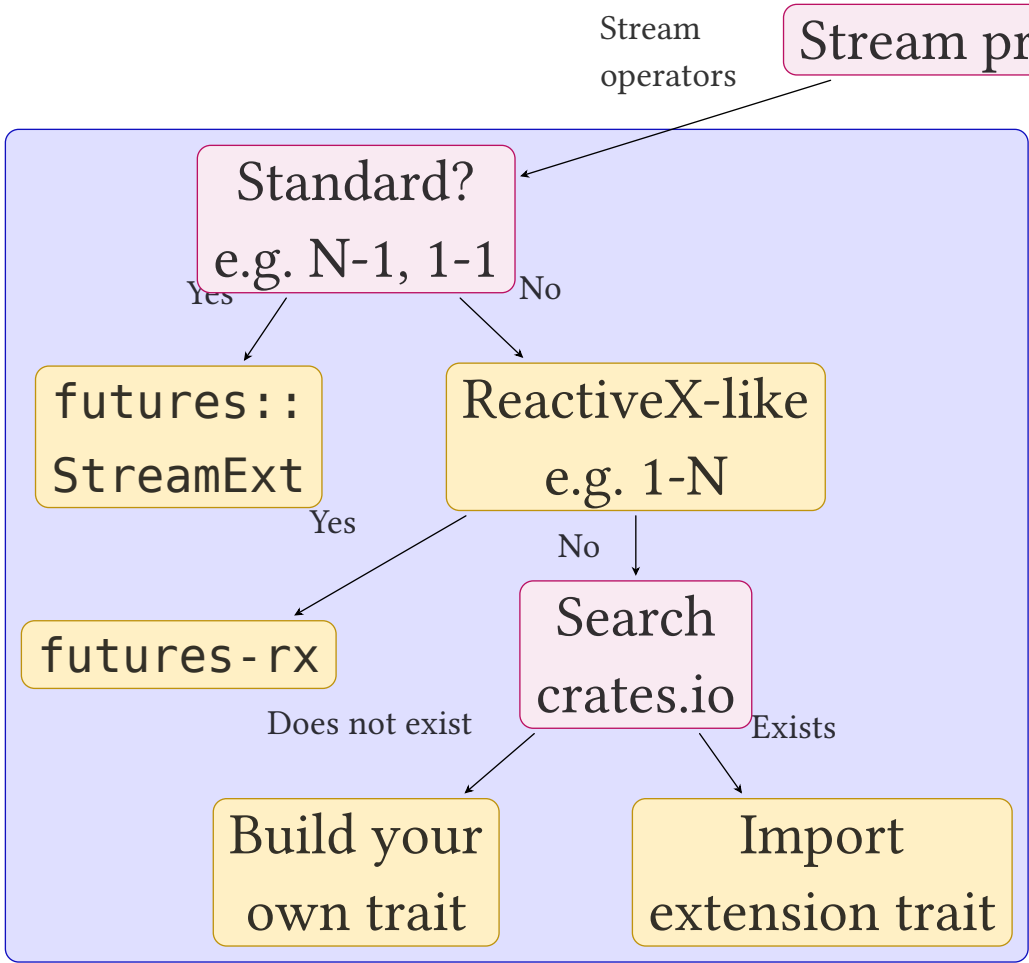 Stream
operators
Stream pr
Standard?
e.g. N-1, 1-1
Yes
No
futures::
StreamExt
ReactiveX-like
e.g. 1-N
Yes
No
futures-rx
Search
crates.io
Does not exist
Exists
Build your
own trait
Import
extension trait